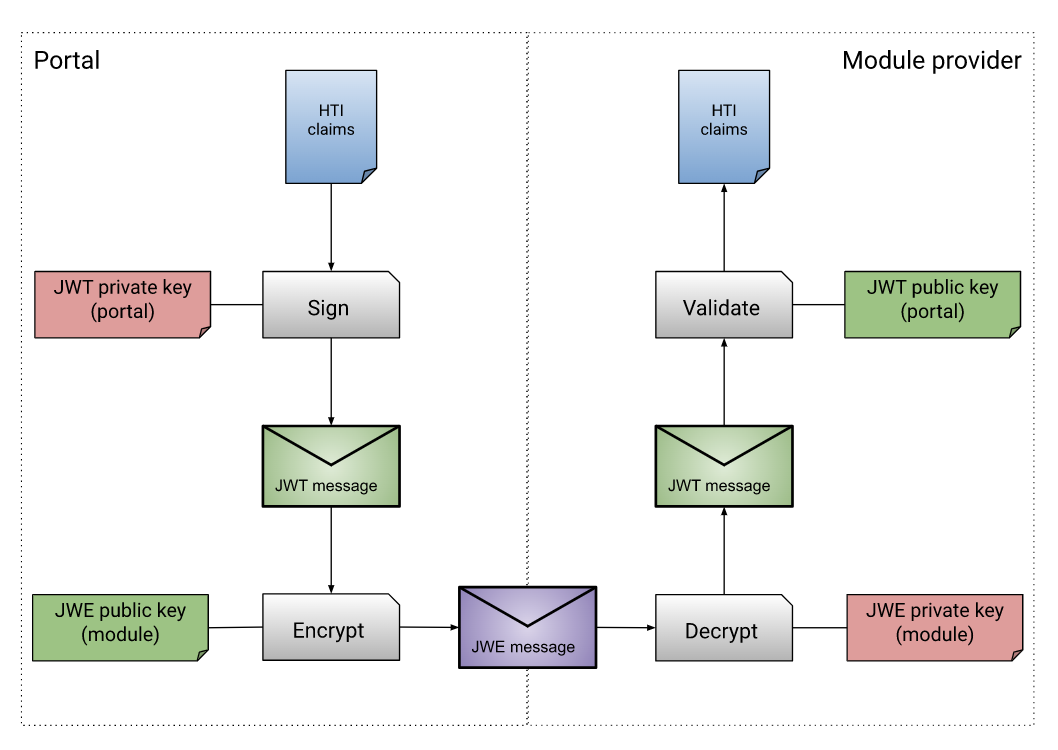 Portal
Module provider
HTI
claims
HTI
claims
JWT private key
(portal)
Sign
Validate
JWT public key
(portal)
JWT message
JWT message
JWE public key
(module)
Encrypt
JWE message
Decrypt
JWE private key
(module)